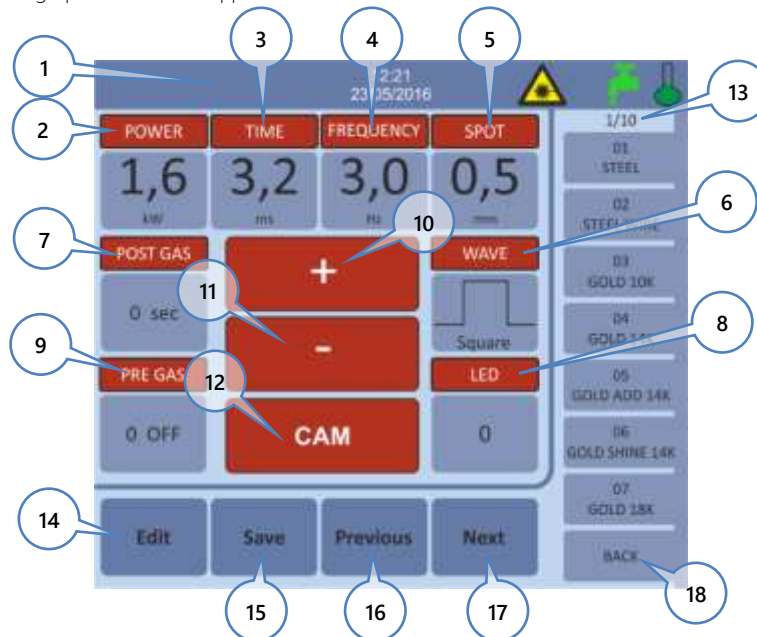 3
4
5
1
2:21
23/05/2016
13
2
POWER
TIME
FREQUENCY
SPOT
1/10
1,6
3,2
3,0
0,5
kW
ms
Hz
mm
01
STEEL
02
STEEL
6
7
POST GAS
10
+
WAVE
03
GOLD 10K
11
0 sec
Square
04
GOLD 14K
8
9
-
PRE GAS
12
LED
05
GOLD ADD 14K
0 OFF
CAM
0
06
GOLD SHINE 14K
07
GOLD 18K
14
Edit
Save
Previous
Next
BACK
15
16
17
18